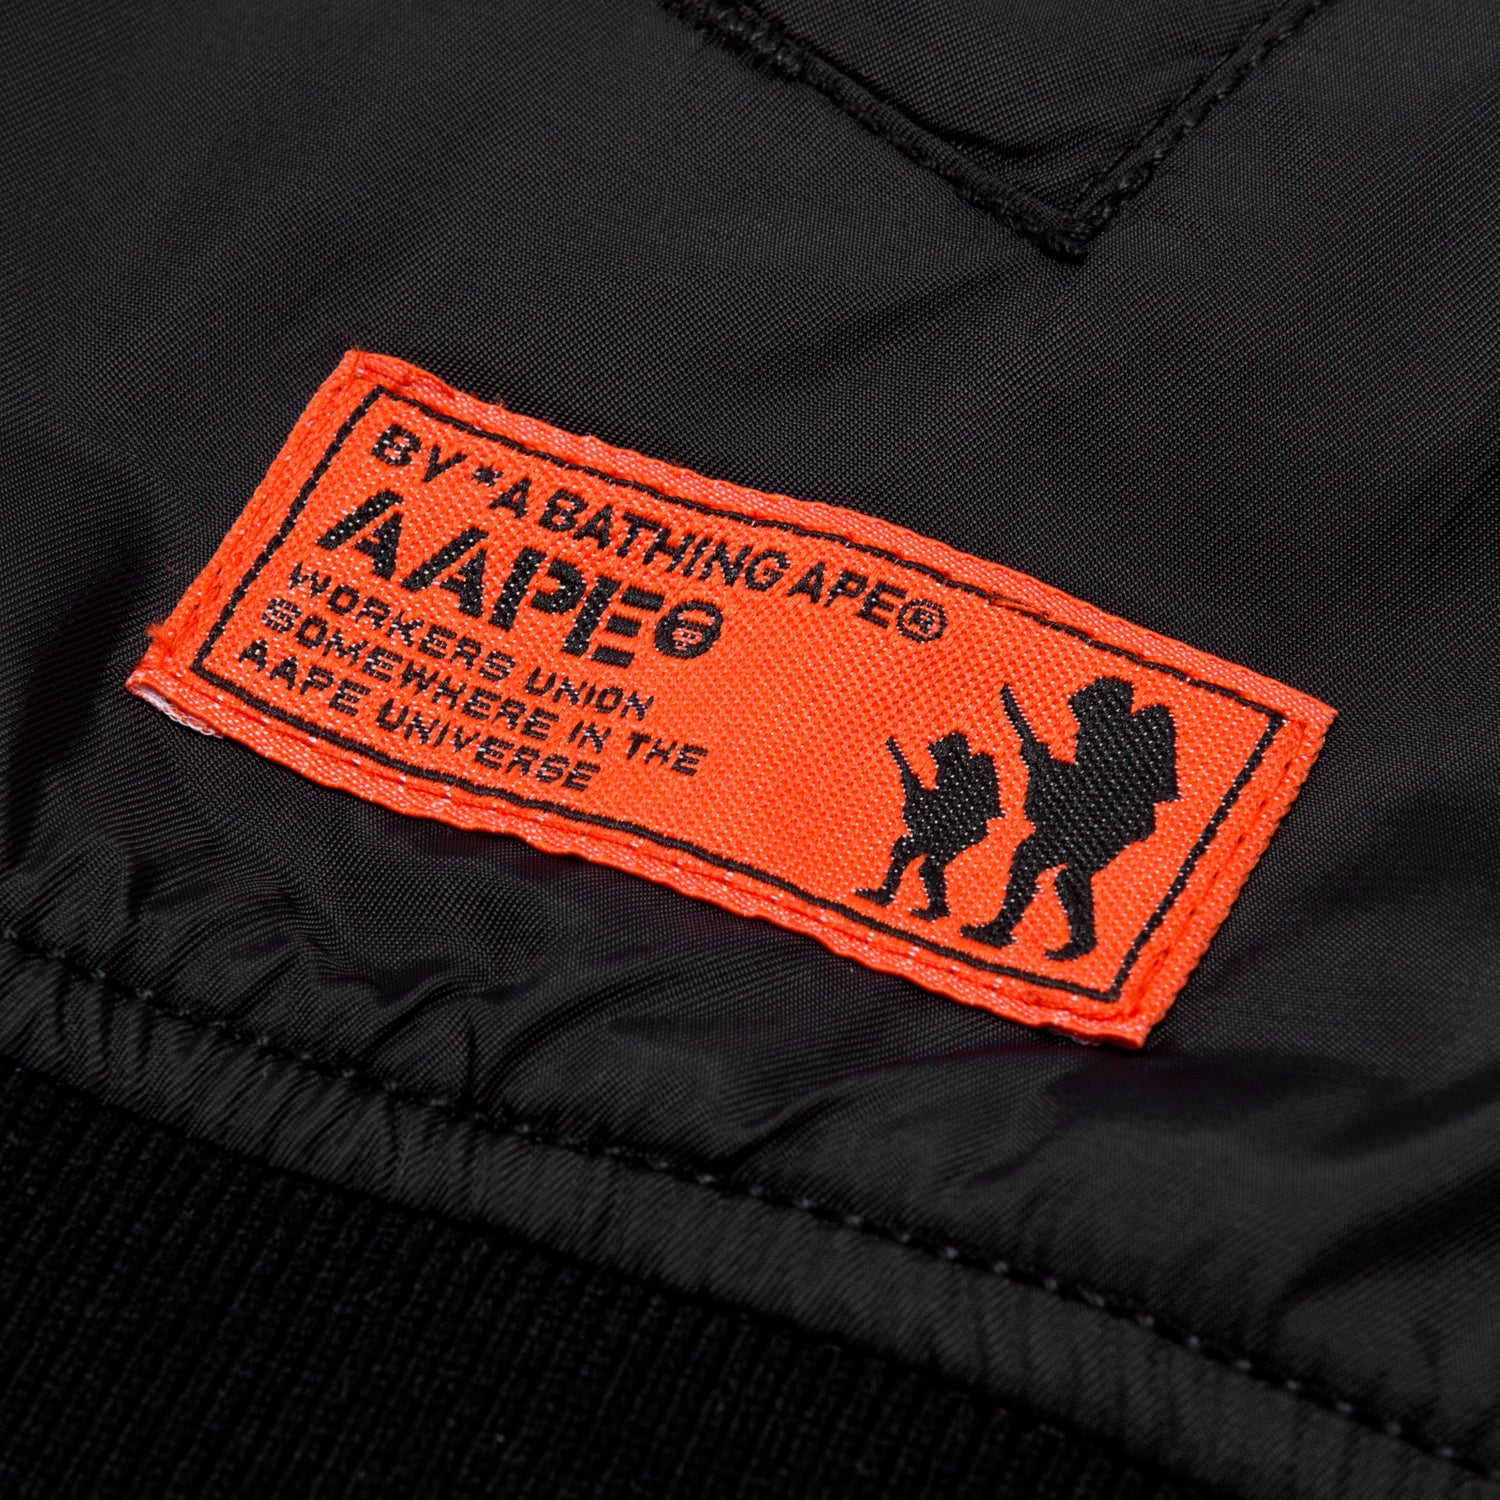 BY *A BATHING APE®
AAPE®
WORKERS UNION
SOMEWHERE IN THE
AAPE UNIVERSE